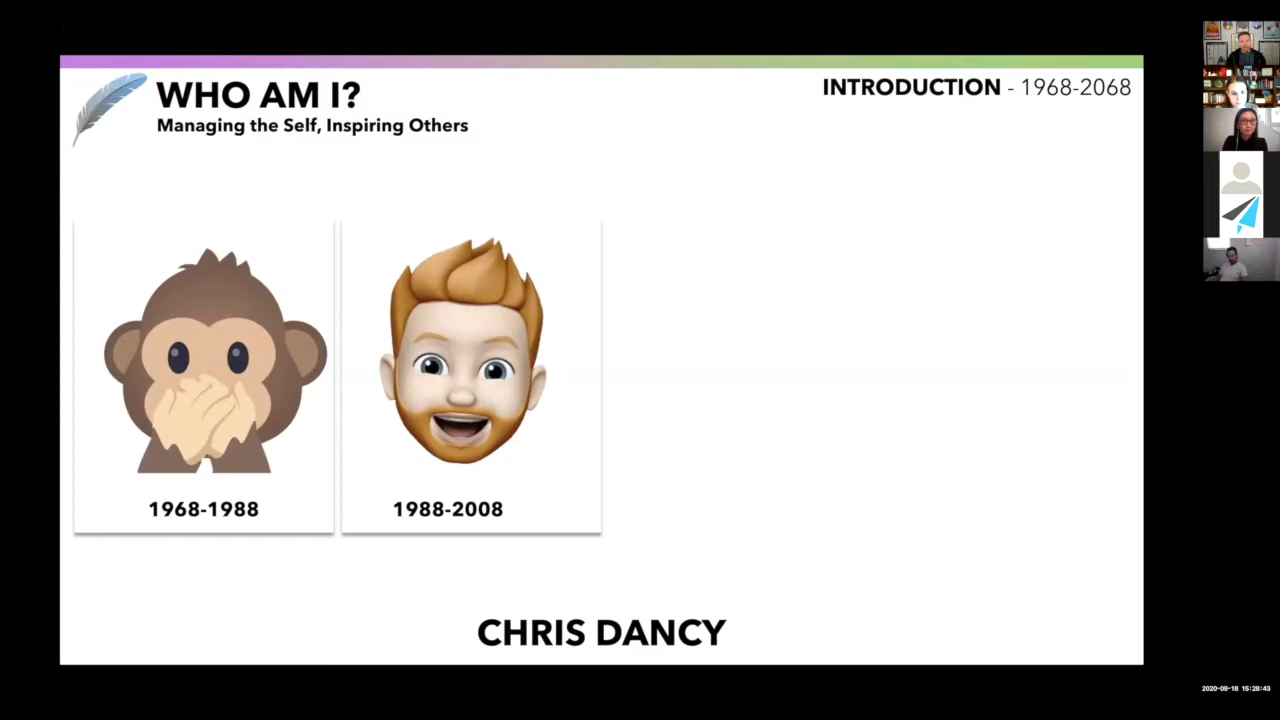 WHO AM I?
Managing the Self, Inspiring Others
INTRODUCTION - 1968-2068
1968-1988
1988-2008
CHRIS DANCY
2020-09-18 15:28:43